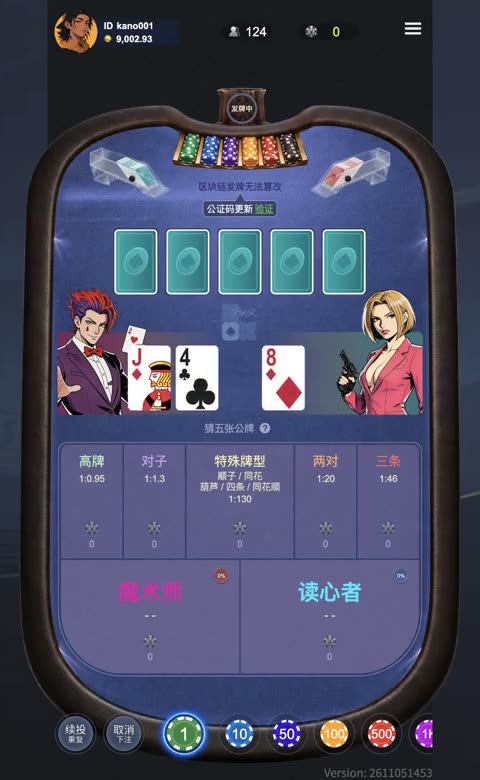 ID kano001
9,002.93
124
0
发牌中
区块链发牌无法篡改
公证码更新 验证
J
4
8
猜五张公牌 ?
高牌
1:0.95
0
对子
1:1.3
0
特殊牌型
順子 / 同花
葫芦 / 四条 / 同花顺
1:130
0
两对
1:20
0
三条
1:46
0
魔术师
0%
--
0
读心者
0%
--
0
续投
重复
取消
下注
1
10
50
100
500
1K
Version: 2611051453